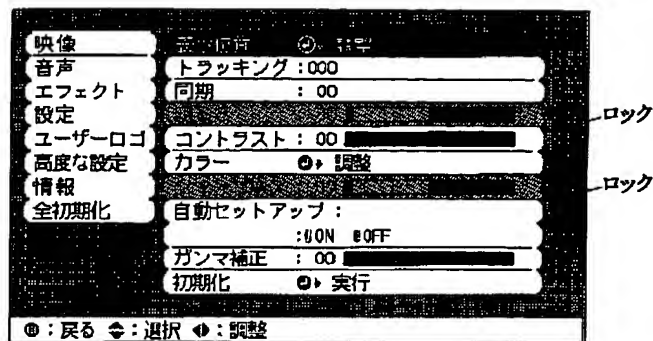 映像
音声
エフェクト
設定
ユーザーロゴ
高度な設定
情報
全初期化
トラッキング :000
同期 : 00
ロック
コントラスト : 00
カラー 調整
ロック
自動セットアップ :
:ON OFF
ガンマ補正 : 00
初期化 実行
:戻る :選択 :調整